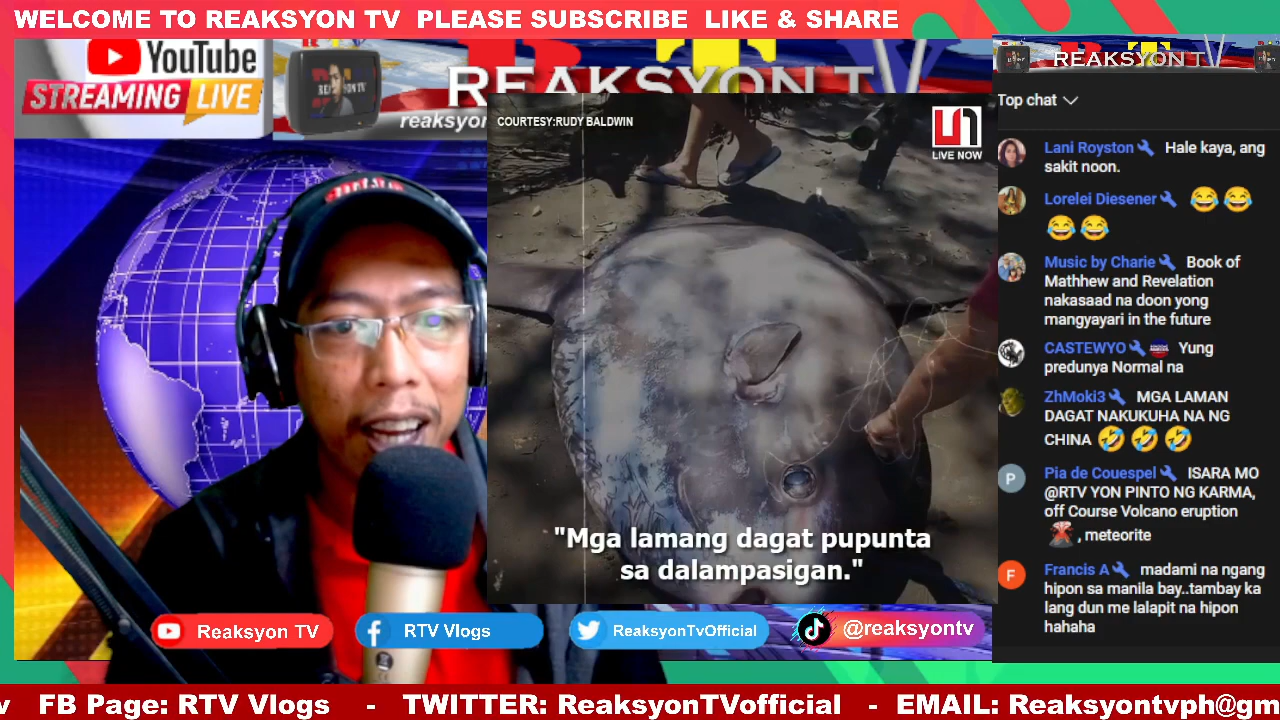 WELCOME TO REAKSYON TV PLEASE SUBSCRIBE LIKE & SHARE
YouTube
STREAMING LIVE
REAKSYON T
reaksyon
COURTESY:RUDY BALDWIN
LIVE NOW
"Mga lamang dagat pupunta
sa dalampasigan."
REAKSYON TV
Top chat
Lani Royston Hale kaya, ang
sakit noon.
Lorelei Diesener 😂 😂
😂 😂
Music by Charie Book of
Mathhew and Revelation
nakasaad na doon yong
mangyayari in the future
CASTEWYO Yung
predunya Normal na
ZhMoki3 MGA LAMAN
DAGAT NAKUKUHA NA NG
CHINA 🤣 🤣 🤣
P
Pia de Couespel ISARA MO
@RTV YON PINTO NG KARMA,
off Course Volcano eruption
🌋 , meteorite
F
Francis A madami na ngang
hipon sa manila bay..tambay ka
lang dun me lalapit na hipon
hahaha
Reaksyon TV
RTV Vlogs
ReaksyonTvOfficial
@reaksyontv
v FB Page: RTV Vlogs - TWITTER: ReaksyonTVofficial - EMAIL: Reaksyontvph@gm